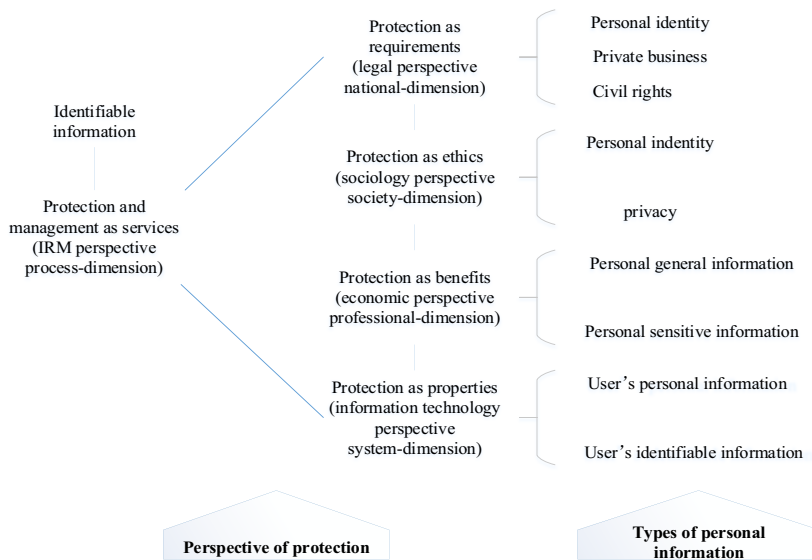 Identifiable
information
Protection and
management as services
(IRM perspective
process-dimension)
Protection as
requirements
(legal perspective
national-dimension)
Protection as ethics
(sociology perspective
society-dimension)
Protection as benefits
(economic perspective
professional-dimension)
Protection as properties
(information technology
perspective
system-dimension)
Personal identity
Private business
Civil rights
Personal indentity
privacy
Personal general information
Personal sensitive information
User’s personal information
User’s identifiable information
Perspective of protection
Types of personal
information